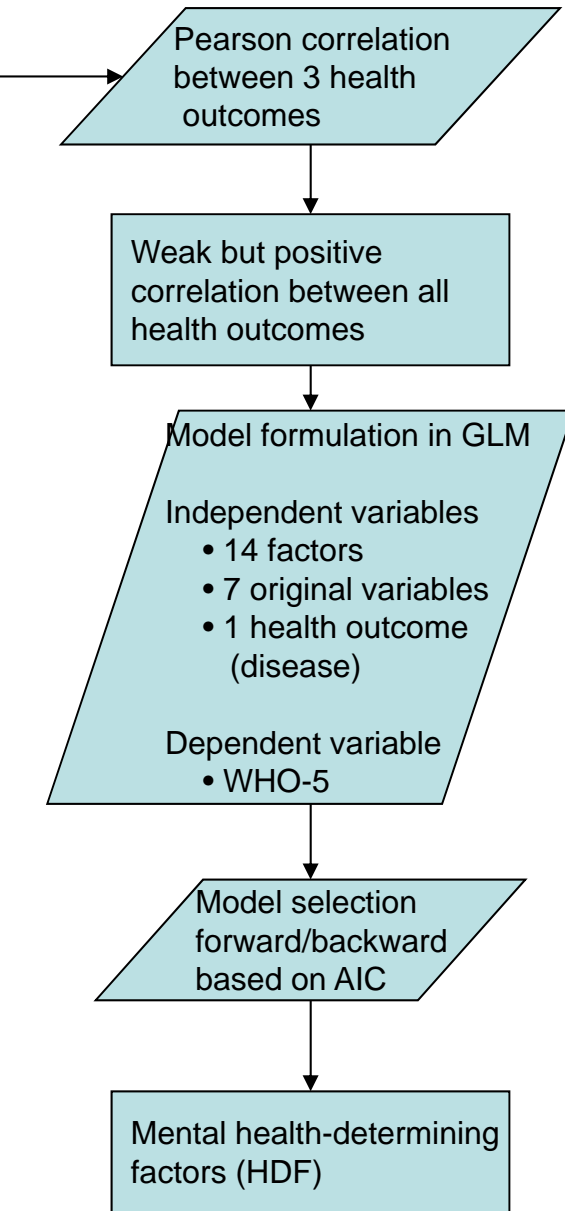 Pearson correlation
between 3 health
outcomes
Weak but positive
correlation between all
health outcomes
Model formulation in GLM
Independent variables
• 14 factors
• 7 original variables
• 1 health outcome
(disease)
Dependent variable
• WHO-5
Model selection
forward/backward
based on AIC
Mental health-determining
factors (HDF)